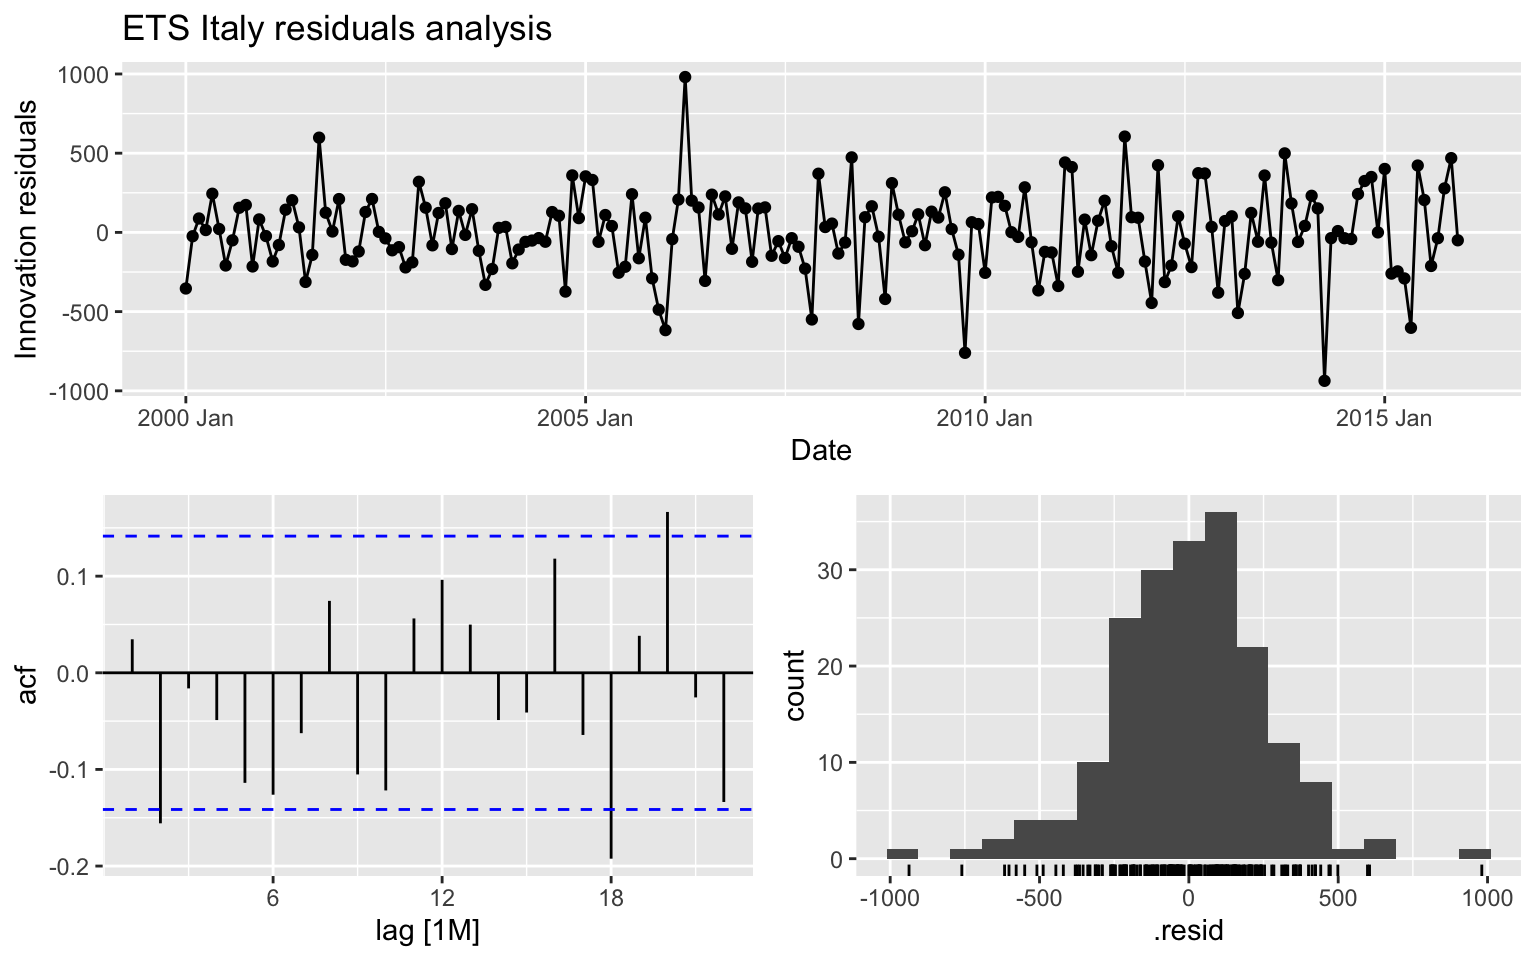 ETS Italy residuals analysis
Innovation residuals
1000
500
0
-500
-1000
2000 Jan 2005 Jan 2010 Jan 2015 Jan
Date
acf
0.1
0.0
-0.1
-0.2
6 12 18
lag [1M]
count
30
20
10
0
-1000 -500 0 500 1000
.resid